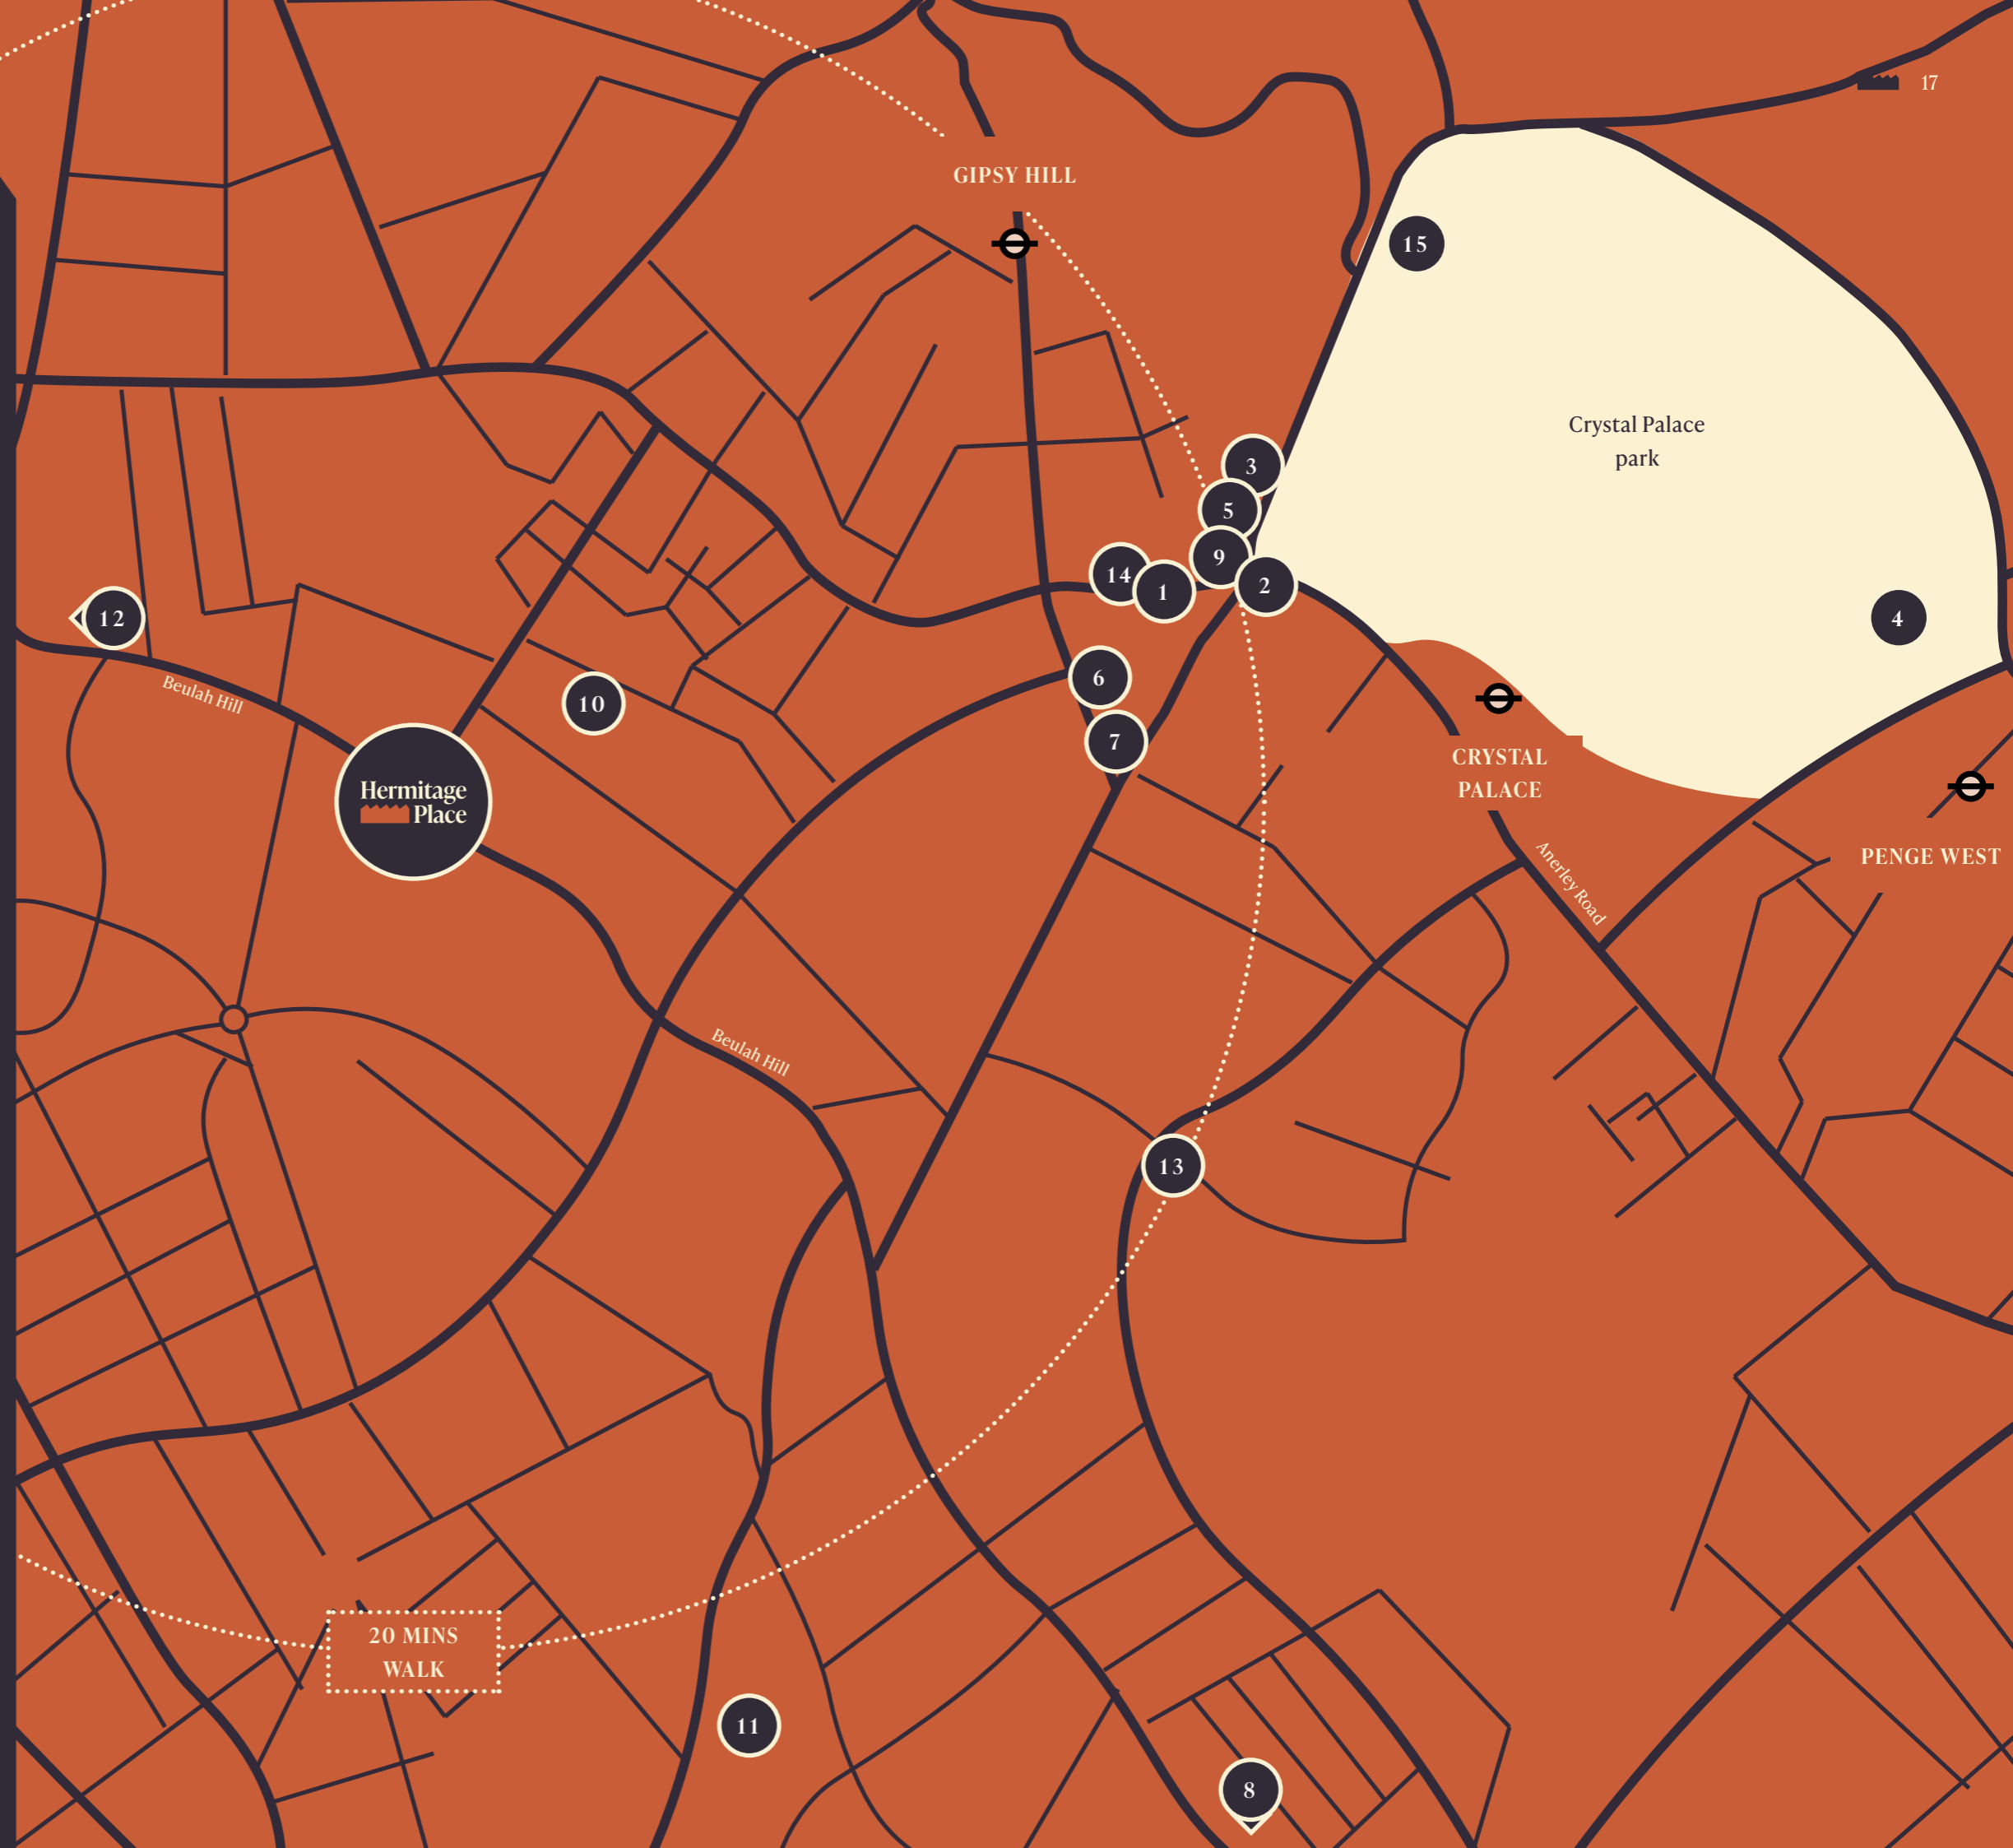 17
GIPSY HILL
15
Crystal Palace
park
3
5
9
14
1
2
12
4
6
Beulah Hill
10
7
CRYSTAL
PALACE
Hermitage
Place
Anerley Road
PENGE WEST
Beulah Hill
13
20 MINS
WALK
11
8